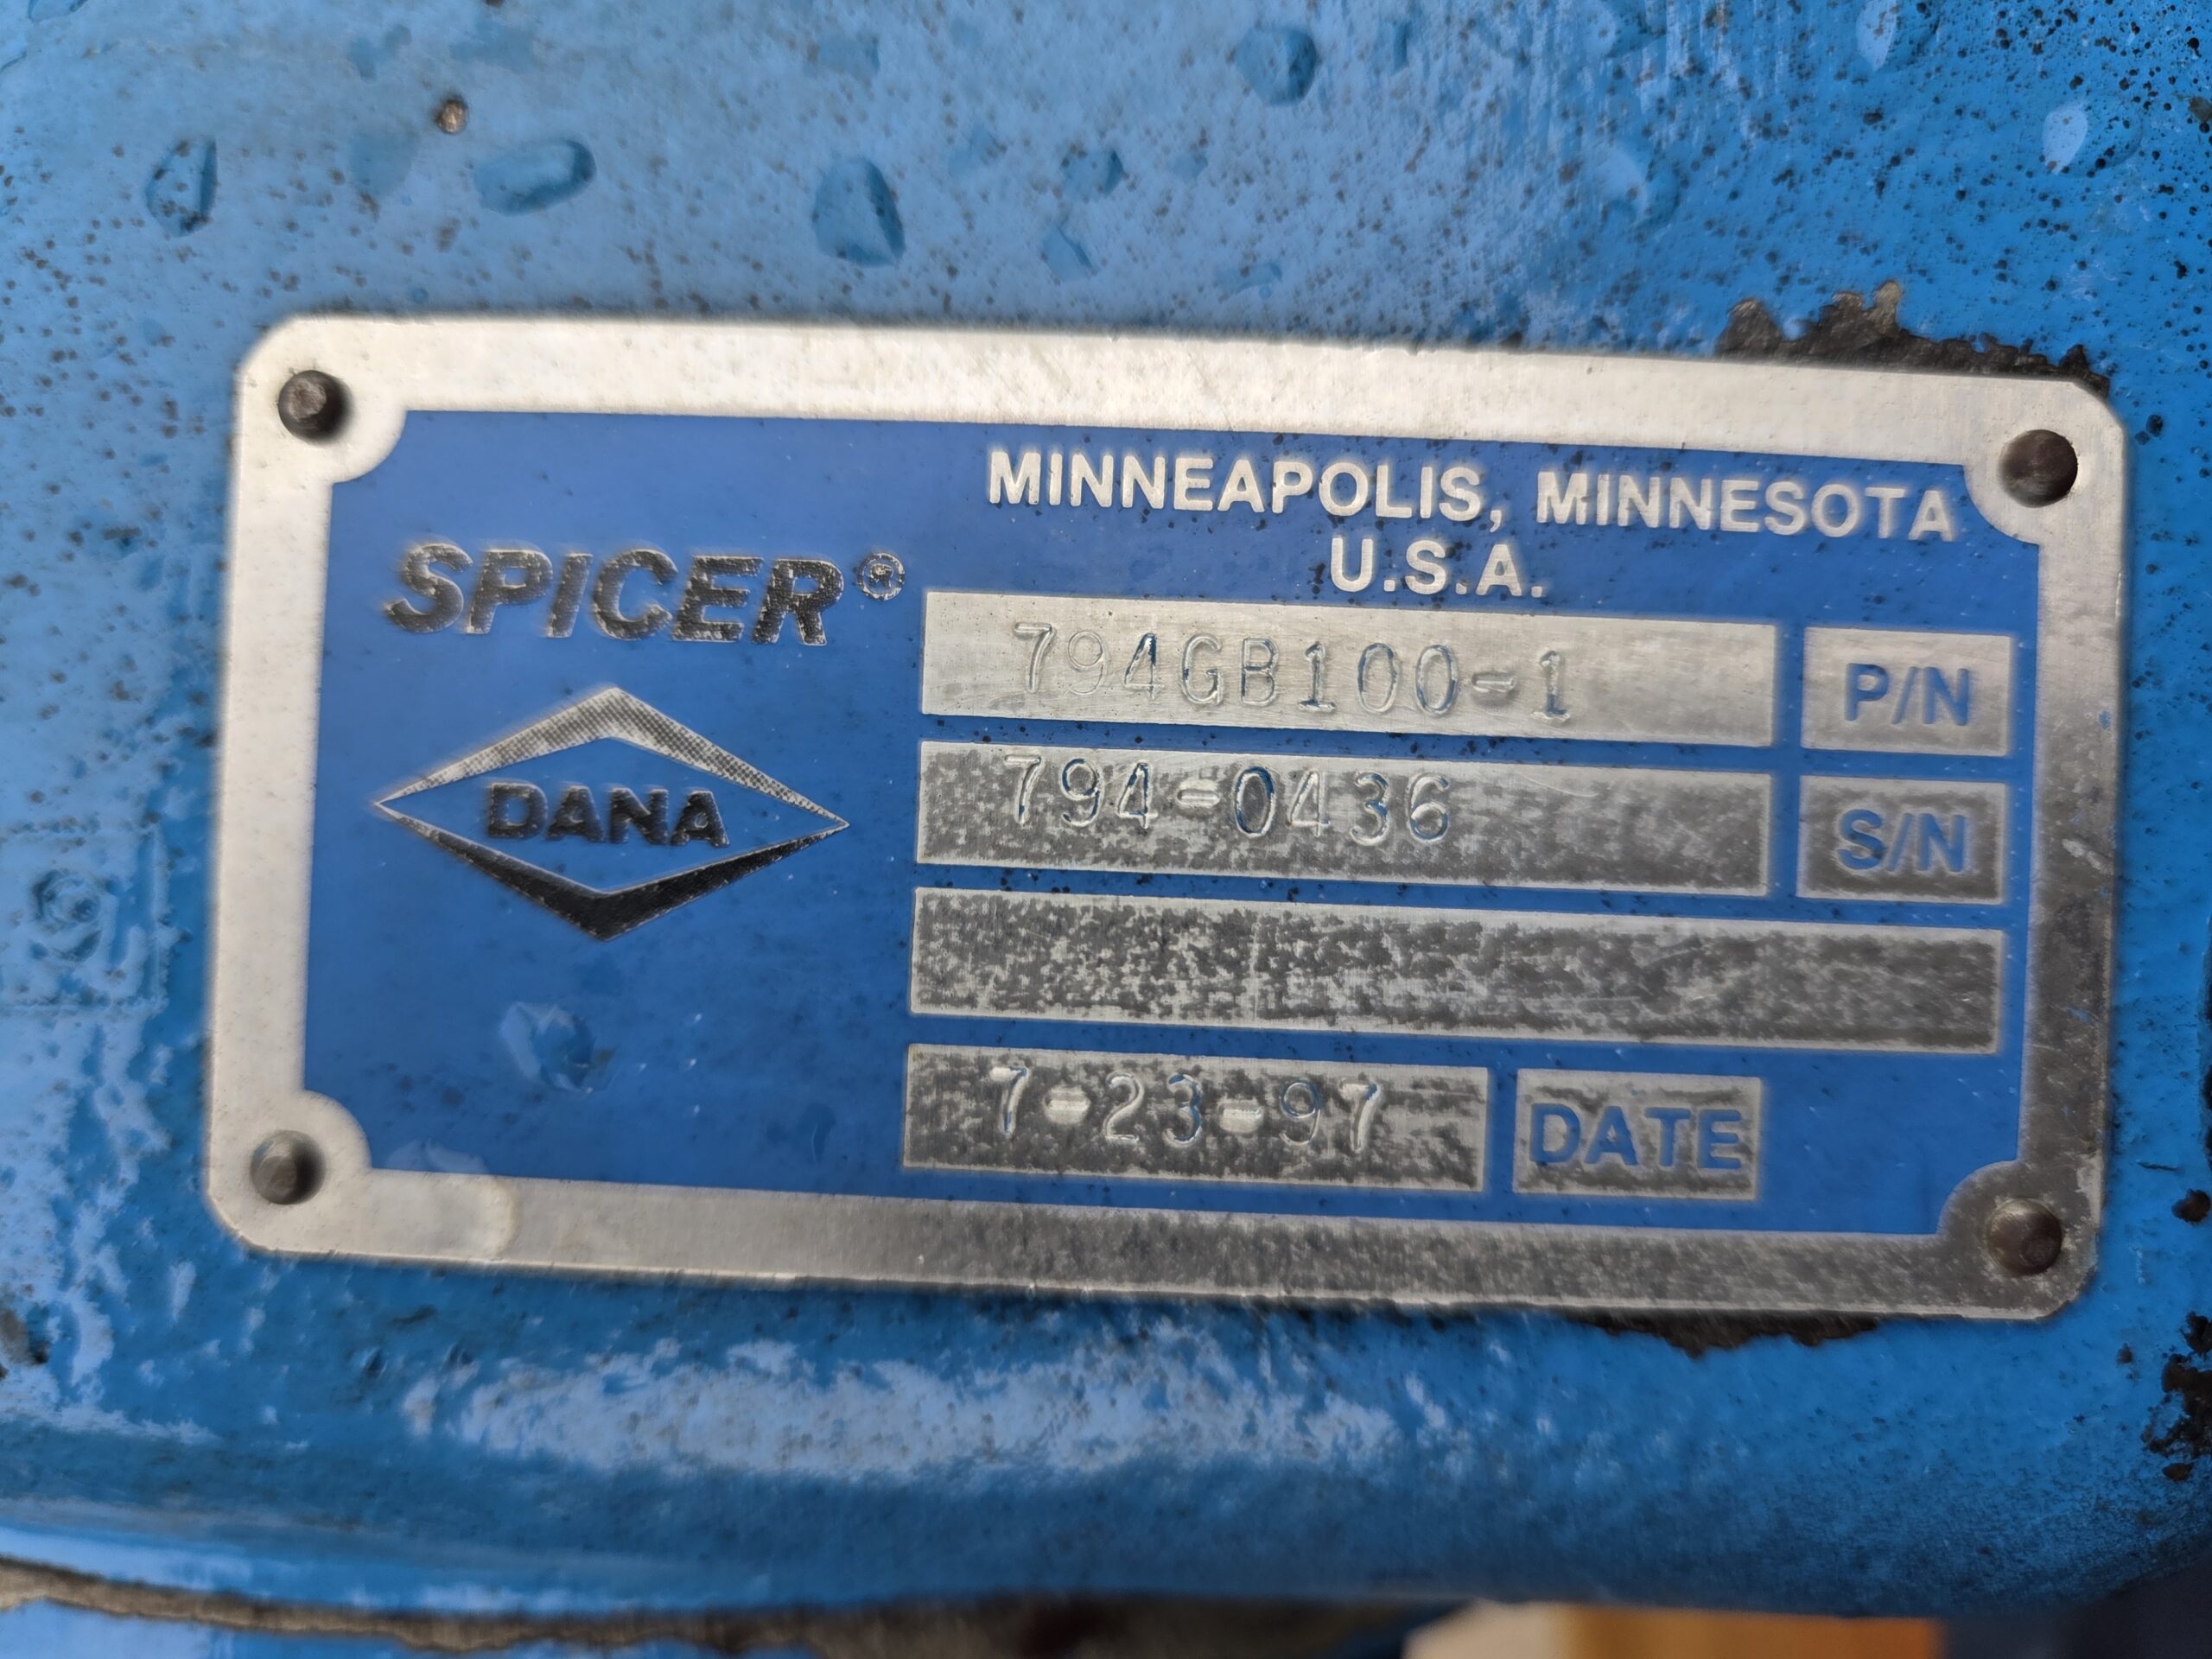 MINNEAPOLIS, MINNESOTA
U.S.A.
SPICER®
794GB100-1 P/N
DANA
794-0436 S/N
7-23-97 DATE